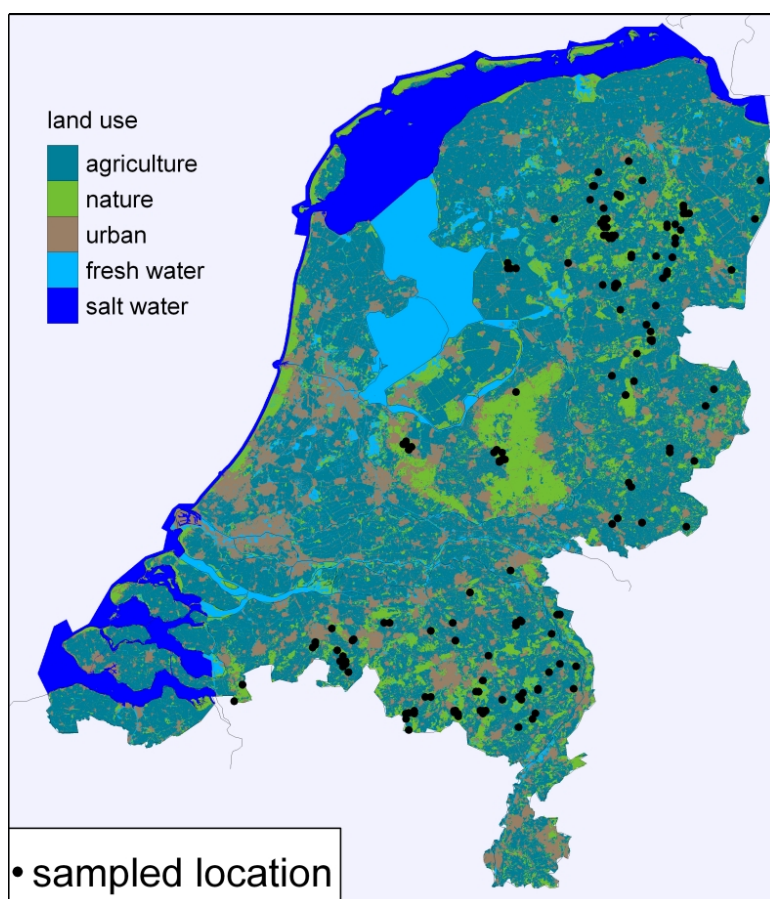 land use
agriculture
nature
urban
fresh water
salt water
sampled location